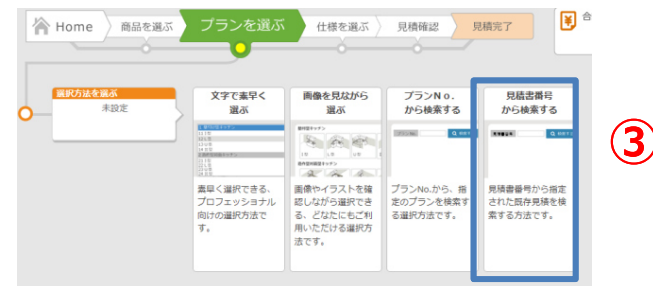 Home 商品を選ぶ プランを選ぶ 仕様を選ぶ 見積確認 見積完了 合
選択方法を選ぶ
未設定
文字で素早く
選ぶ
素早く選択できる、
プロフェッショナル
向けの選択方法で
す。
画像を見ながら
選ぶ
画像やイラストを確
認しながら選択でき
る、どなたにもご利
用いただける選択方
法です。
プランNo.
から検索する
プランNo.から、指
定のプランを検索す
る選択方法です。
見積書番号
から検索する
見積書番号
見積書番号から指定
された既存見積を検
索する方法です。
③